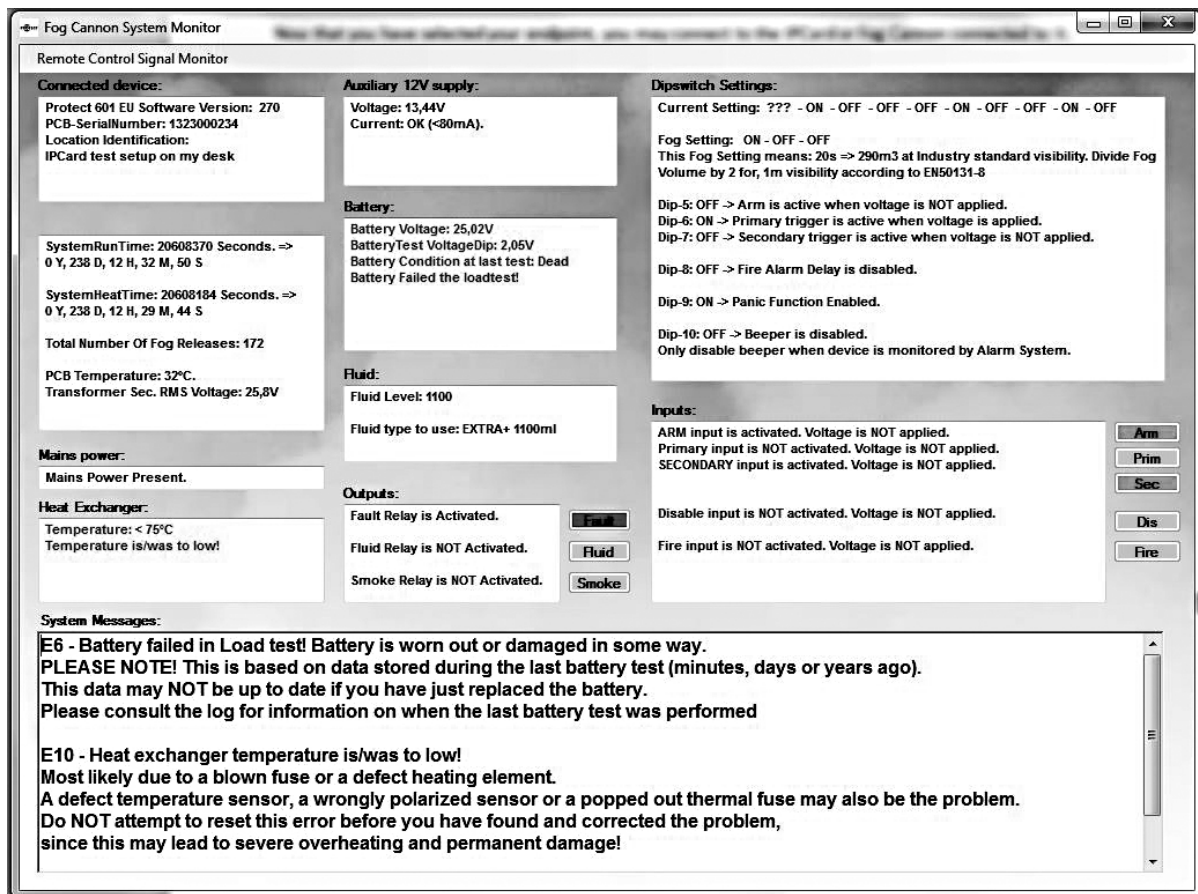 Fog Cannon System Monitor
Now that you have selected your endpoint, you may connect to the IPCard or Fog Cannon connected to it.
Remote Control Signal Monitor
Connected device:
Protect 601 EU Software Version: 270
PCB-SerialNumber: 1323000234
Location Identification:
IPCard test setup on my desk
SystemRunTime: 20608370 Seconds. =>
0 Y, 238 D, 12 H, 32 M, 50 S
SystemHeatTime: 20608184 Seconds. =>
0 Y, 238 D, 12 H, 29 M, 44 S
Total Number Of Fog Releases: 172
PCB Temperature: 32ºC.
Transformer Sec. RMS Voltage: 25,8V
Mains power:
Mains Power Present.
Heat Exchanger:
Temperature: < 75ºC
Temperature is/was to low!
Auxiliary 12V supply:
Voltage: 13,44V
Current: OK (<80mA).
Battery:
Battery Voltage: 25,02V
BatteryTest VoltageDip: 2,05V
Battery Condition at last test: Dead
Battery Failed the loadtest!
Fluid:
Fluid Level: 1100
Fluid type to use: EXTRA+ 1100ml
Outputs:
Fault Relay is Activated.
Fault
Fluid Relay is NOT Activated.
Fluid
Smoke Relay is NOT Activated.
Smoke
Dipswitch Settings:
Current Setting: ??? - ON - OFF - OFF - OFF - ON - OFF - OFF - ON - OFF
Fog Setting: ON - OFF - OFF
This Fog Setting means: 20s => 290m3 at Industry standard visibility. Divide Fog
Volume by 2 for, 1m visibility according to EN50131-8
Dip-5: OFF -> Arm is active when voltage is NOT applied.
Dip-6: ON -> Primary trigger is active when voltage is applied.
Dip-7: OFF -> Secondary trigger is active when voltage is NOT applied.
Dip-8: OFF -> Fire Alarm Delay is disabled.
Dip-9: ON -> Panic Function Enabled.
Dip-10: OFF -> Beeper is disabled.
Only disable beeper when device is monitored by Alarm System.
Inputs:
ARM input is activated. Voltage is NOT applied.
Primary input is NOT activated. Voltage is NOT applied.
SECONDARY input is activated. Voltage is NOT applied.
Disable input is NOT activated. Voltage is NOT applied.
Fire input is NOT activated. Voltage is NOT applied.
Arm
Prim
Sec
Dis
Fire
System Messages:
E6 - Battery failed in Load test! Battery is worn out or damaged in some way.
PLEASE NOTE! This is based on data stored during the last battery test (minutes, days or years ago).
This data may NOT be up to date if you have just replaced the battery.
Please consult the log for information on when the last battery test was performed
E10 - Heat exchanger temperature is/was to low!
Most likely due to a blown fuse or a defect heating element.
A defect temperature sensor, a wrongly polarized sensor or a popped out thermal fuse may also be the problem.
Do NOT attempt to reset this error before you have found and corrected the problem,
since this may lead to severe overheating and permanent damage!